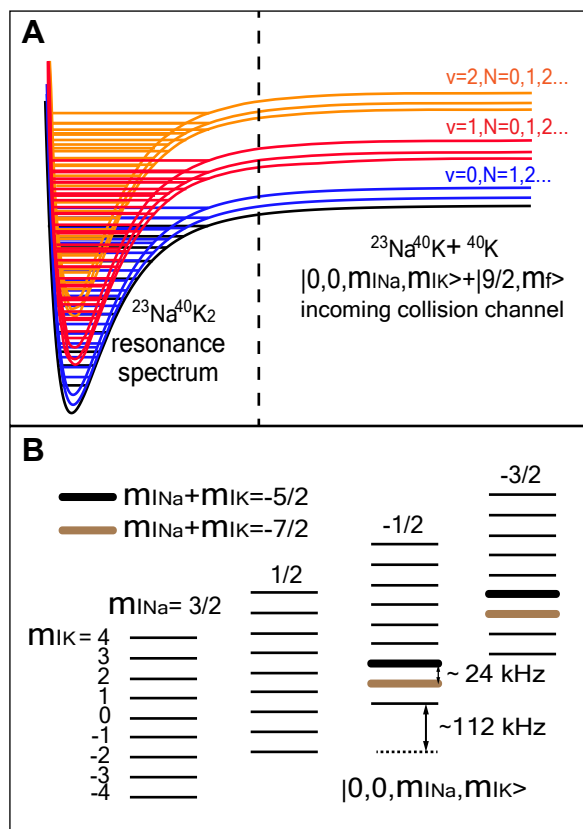 A
v=2,N=0,1,2...
v=1,N=0,1,2...
v=0,N=1,2...
²³Na⁴⁰K+ ⁴⁰K
|0,0,mINa,mIK>+|9/2,mf>
incoming collision channel
²³Na⁴⁰K₂
resonance
spectrum
B
mINa+mIK=-5/2
mINa+mIK=-7/2
-3/2
-1/2
1/2
mINa= 3/2
mIK= 4
3
2
1
0
-1
-2
-3
-4
~ 24 kHz
~112 kHz
|0,0,mINa,mIK>